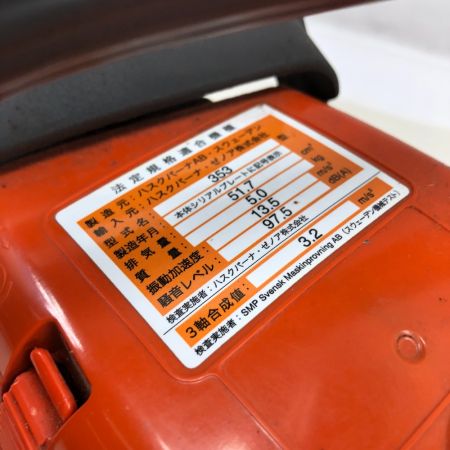 法定規格適合機種
製造元:ハスクバーナAB・スウェーデン
輸入元:ハスクバーナ・ゼノア株式会社
型式名 353 型
製造年月 本体シリアルプレートに記号表示
排気量 51.7 cm³
質量 5.0 kg
振動加速度: 13.5 m/s²
騒音レベル: 97.5* dB(A)
検査実施者:ハスクバーナ・ゼノア株式会社
3軸合成値: 3.2 m/s²
検査実施者: SMP Svensk Maskinprovning AB (スウェーデン機械テスト)